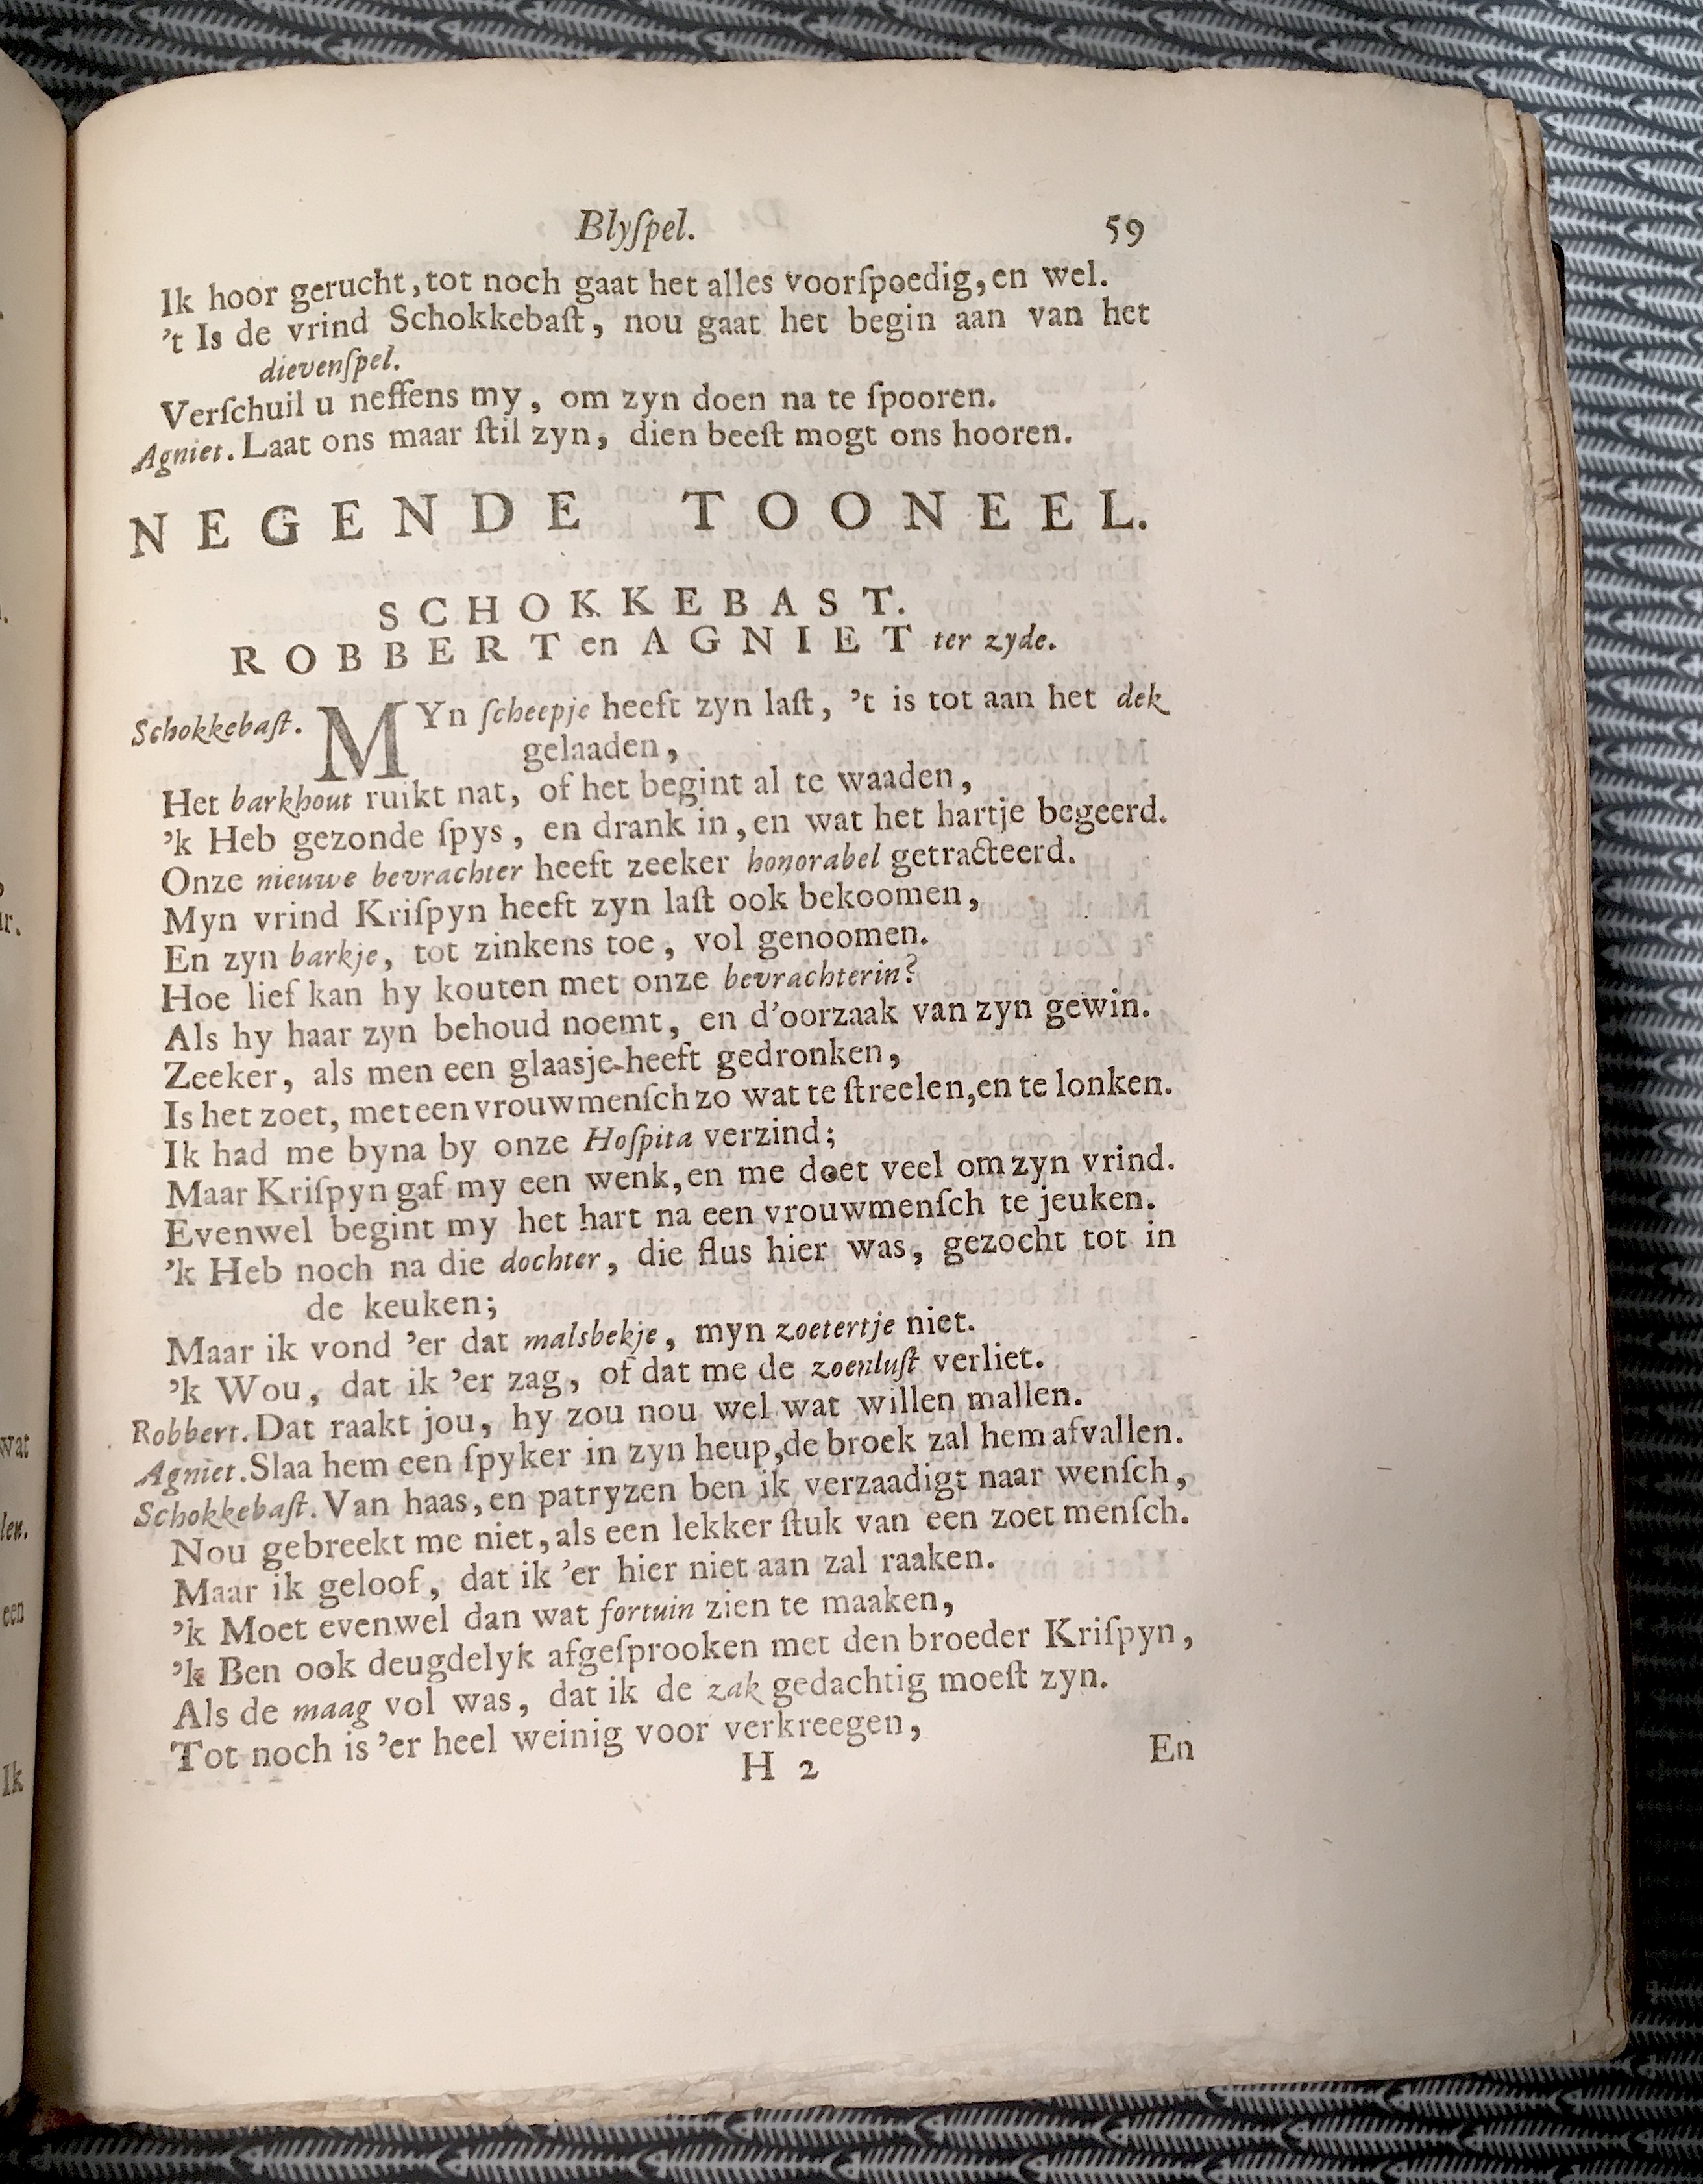 Blyſpel. 59
Ik hoor gerucht, tot noch gaat het alles voorſpoedig, en wel.
't Is de vrind Schokkebaſt, nou gaat het begin aan van het
dievenſpel.
Verſchuil u neffens my, om zyn doen na te ſpooren.
Agniet. Laat ons maar ſtil zyn, dien beeſt mogt ons hooren.
NEGENDE TOONEEL.
SCHOKKEBAST.
ROBBERT en AGNIET ter zyde.
Schokkebaſt. MYn ſcheepje heeft zyn laſt, 't is tot aan het dek
gelaaden,
Het barkhout ruikt nat, of het begint al te waaden,
'k Heb gezonde ſpys, en drank in, en wat het hartje begeerd.
Onze nieuwe bevrachter heeft zeeker honorabel getracteerd.
Myn vrind Kriſpyn heeft zyn laſt ook bekoomen,
En zyn barkje, tot zinkens toe, vol genoomen.
Hoe lief kan hy kouten met onze bevrachterin?
Als hy haar zyn behoud noemt, en d'oorzaak van zyn gewin.
Zeeker, als men een glaasje heeft gedronken,
Is het zoet, met een vrouwmenſch zo wat te ſtreelen, en te lonken.
Ik had me byna by onze Hoſpita verzind;
Maar Kriſpyn gaf my een wenk, en me doet veel om zyn vrind.
Evenwel begint my het hart na een vrouwmenſch te jeuken.
'k Heb noch na die dochter, die flus hier was, gezocht tot in
de keuken;
Maar ik vond 'er dat malsbekje, myn zoetertje niet.
'k Wou, dat ik 'er zag, of dat me de zoenluſt verliet.
Robbert. Dat raakt jou, hy zou nou wel wat willen mallen.
Agniet. Slaa hem een ſpyker in zyn heup, de broek zal hem afvallen.
Schokkebaſt. Van haas, en patryzen ben ik verzaadigt naar wenſch,
Nou gebreekt me niet, als een lekker ſtuk van een zoet menſch.
Maar ik geloof, dat ik 'er hier niet aan zal raaken.
'k Moet evenwel dan wat fortuin zien te maaken,
'k Ben ook deugdelyk afgeſprooken met den broeder Kriſpyn,
Als de maag vol was, dat ik de zak gedachtig moeſt zyn.
Tot noch is 'er heel weinig voor verkreegen,
H 2 En